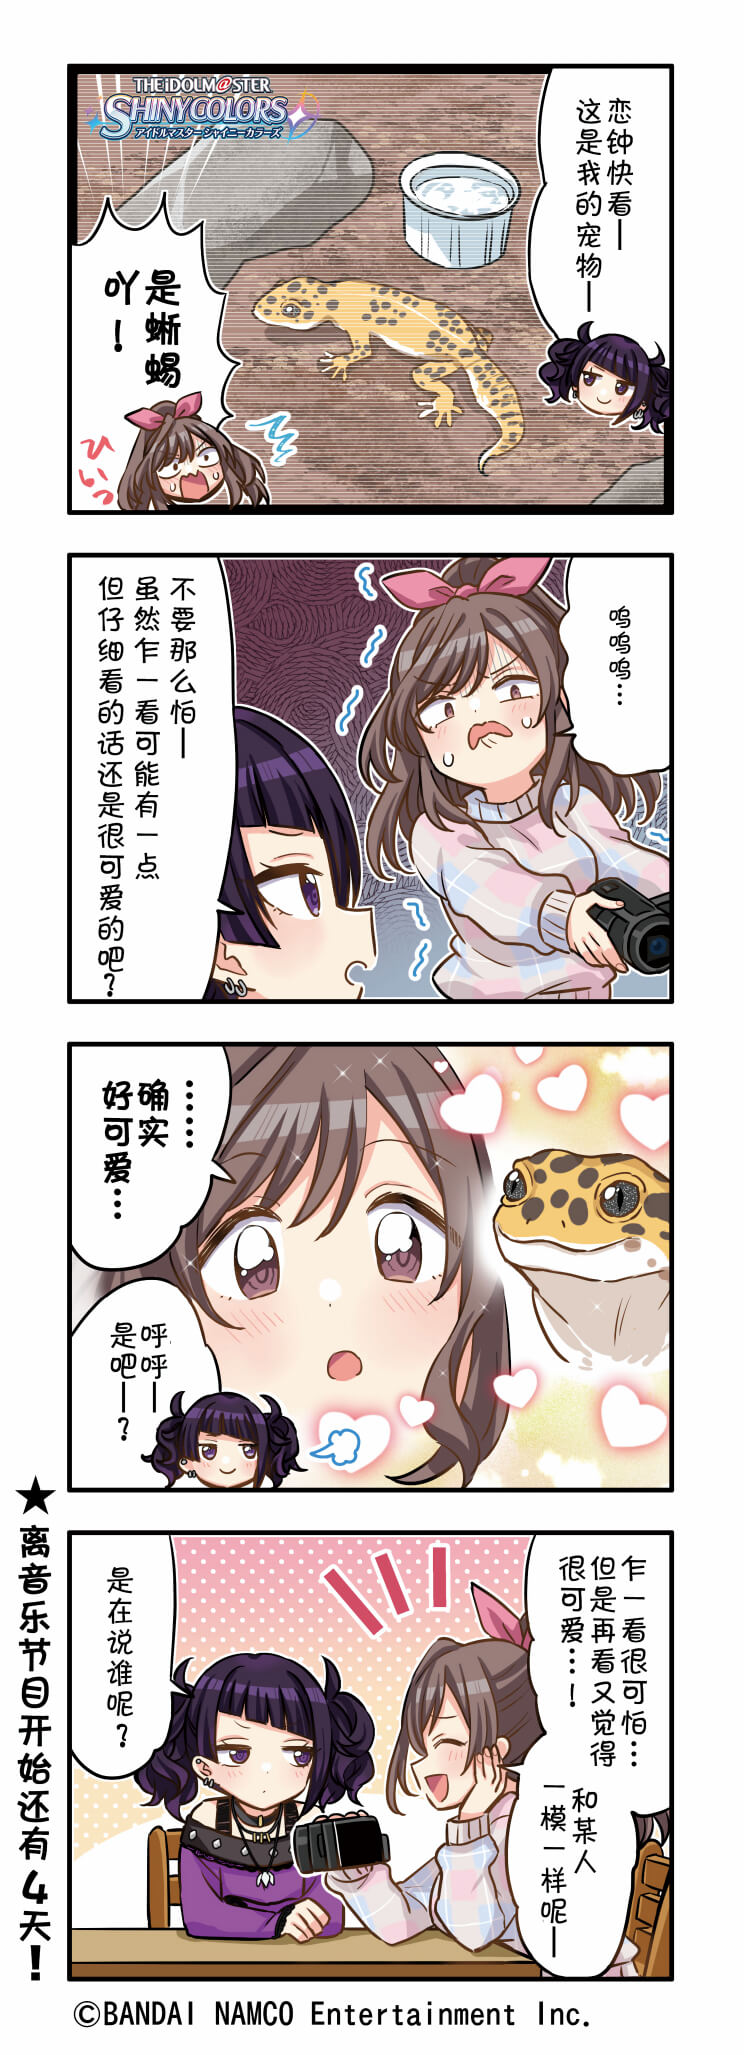 THE iDOLM@STER
SHINY COLORS
アイドルマスター シャイニーカラーズ
恋钟快看—
这是我的宠物—
是蜥蜴
吖！
ひぃっ
呜呜呜…
不要那么怕—
虽然乍一看可能有一点
但仔细看的话还是很可爱的吧？
……
确实
好可爱…
呼呼—
是吧—？
乍一看很可怕…
但是再看又觉得
很可爱…！
和某人
一模一样呢—
是在说谁呢？
★离音乐节目开始还有4天！
©BANDAI NAMCO Entertainment Inc.